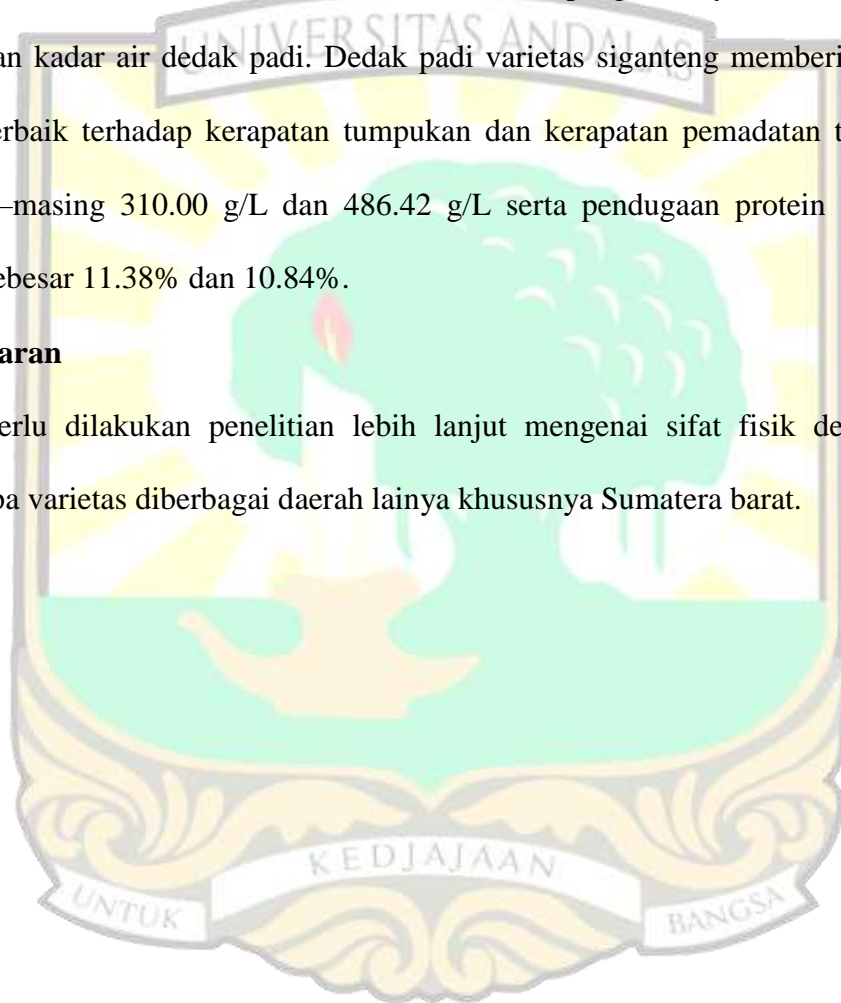 an kadar air dedak padi. Dedak padi varietas siganteng memberi
erbaik terhadap kerapatan tumpukan dan kerapatan pemadatan t
–masing 310.00 g/L dan 486.42 g/L serta pendugaan protein
ebesar 11.38% dan 10.84%.
aran
erlu dilakukan penelitian lebih lanjut mengenai sifat fisik de
pa varietas diberbagai daerah lainya khususnya Sumatera barat.
UNIVERSITAS ANDALAS
KEDJAJAAN
UNTUK
BANGSA